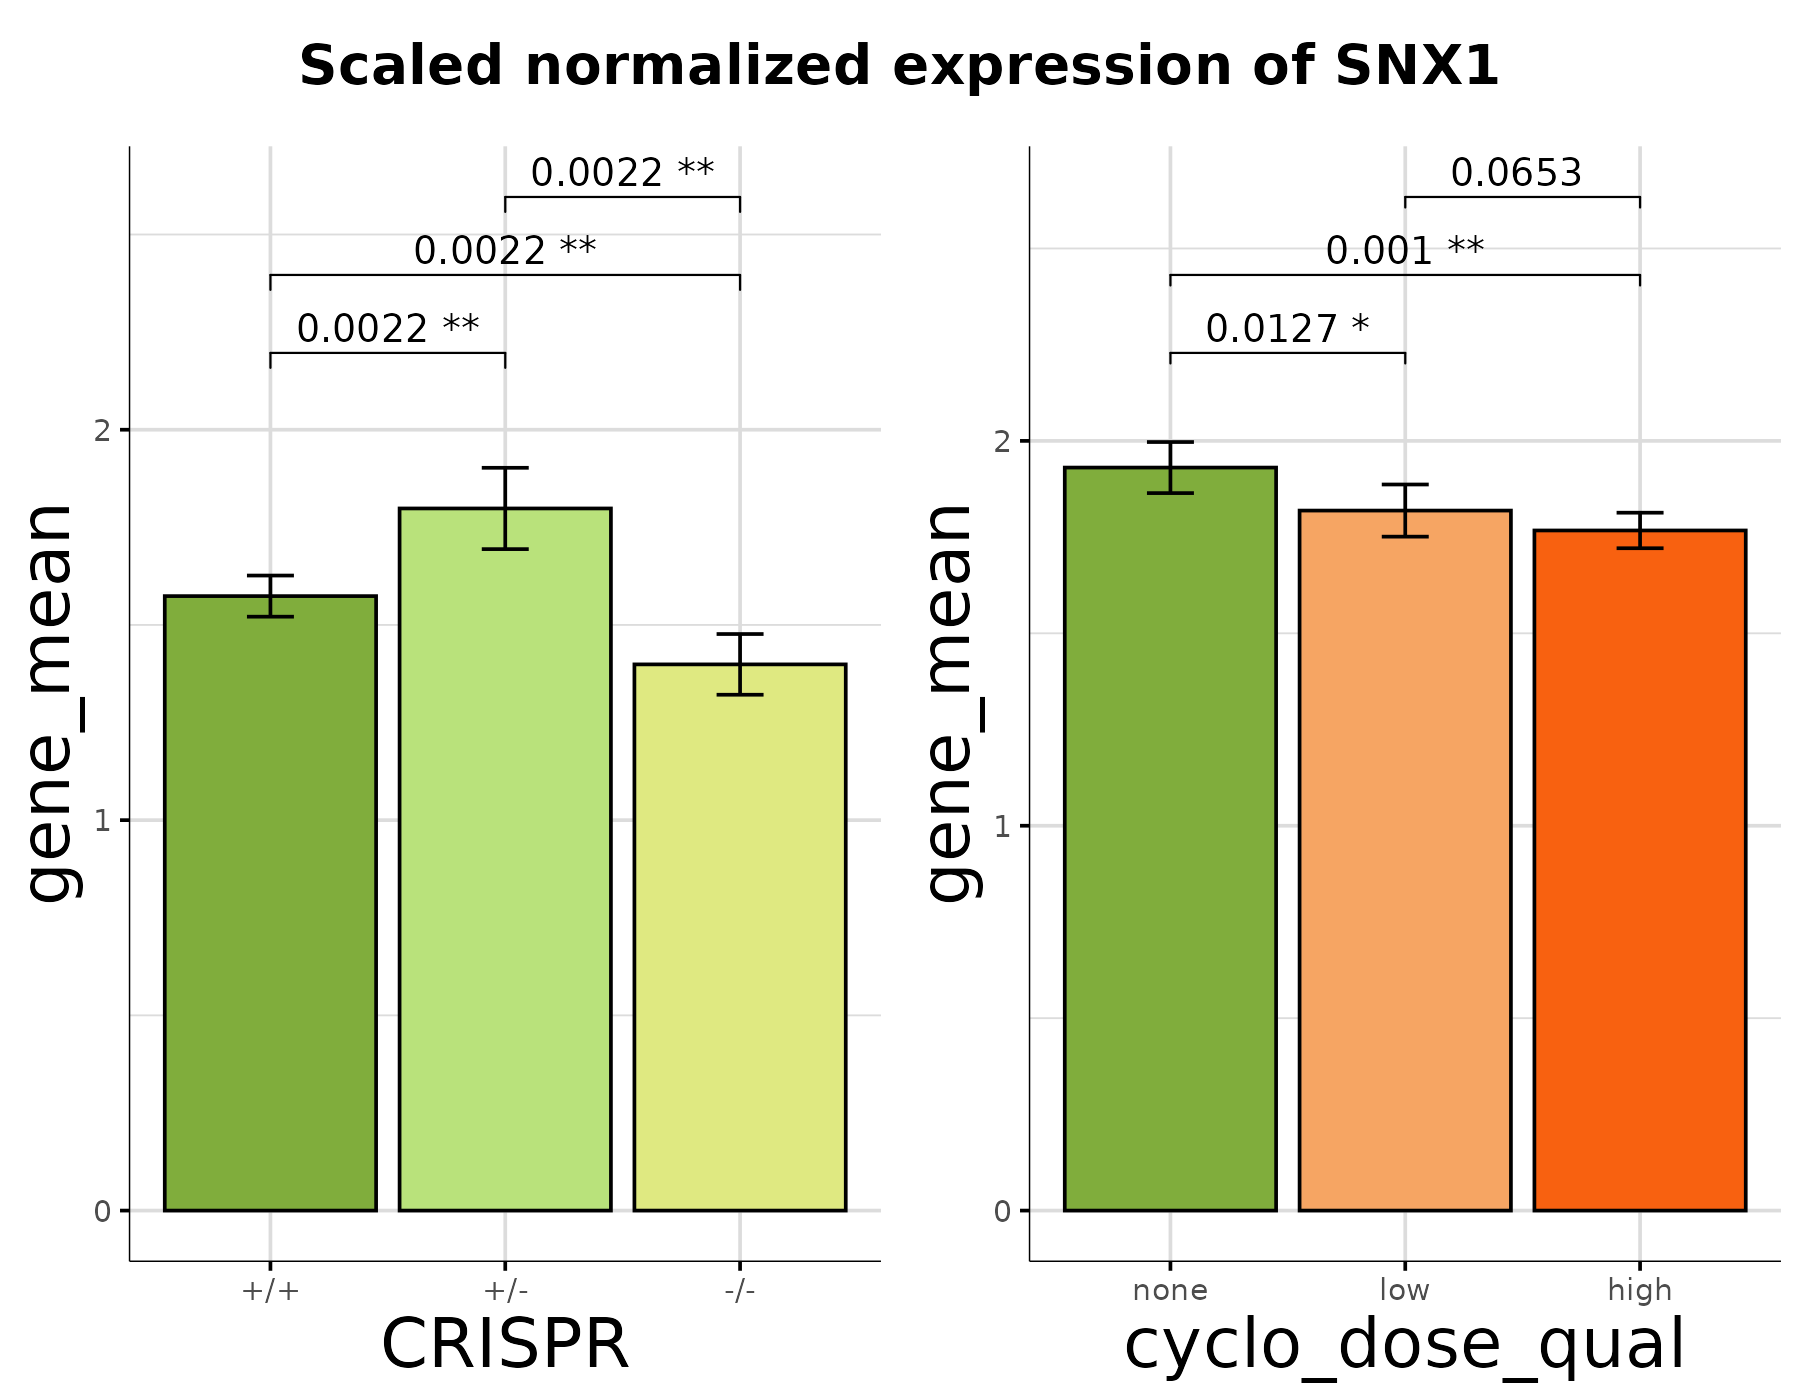 Scaled normalized expression of SNX1
0.0022 **
0.0022 **
0.0022 **
2
1
0
gene_mean
+/+ +/- -/-
CRISPR
0.0653
0.001 **
0.0127 *
2
1
0
gene_mean
none low high
cyclo_dose_qual